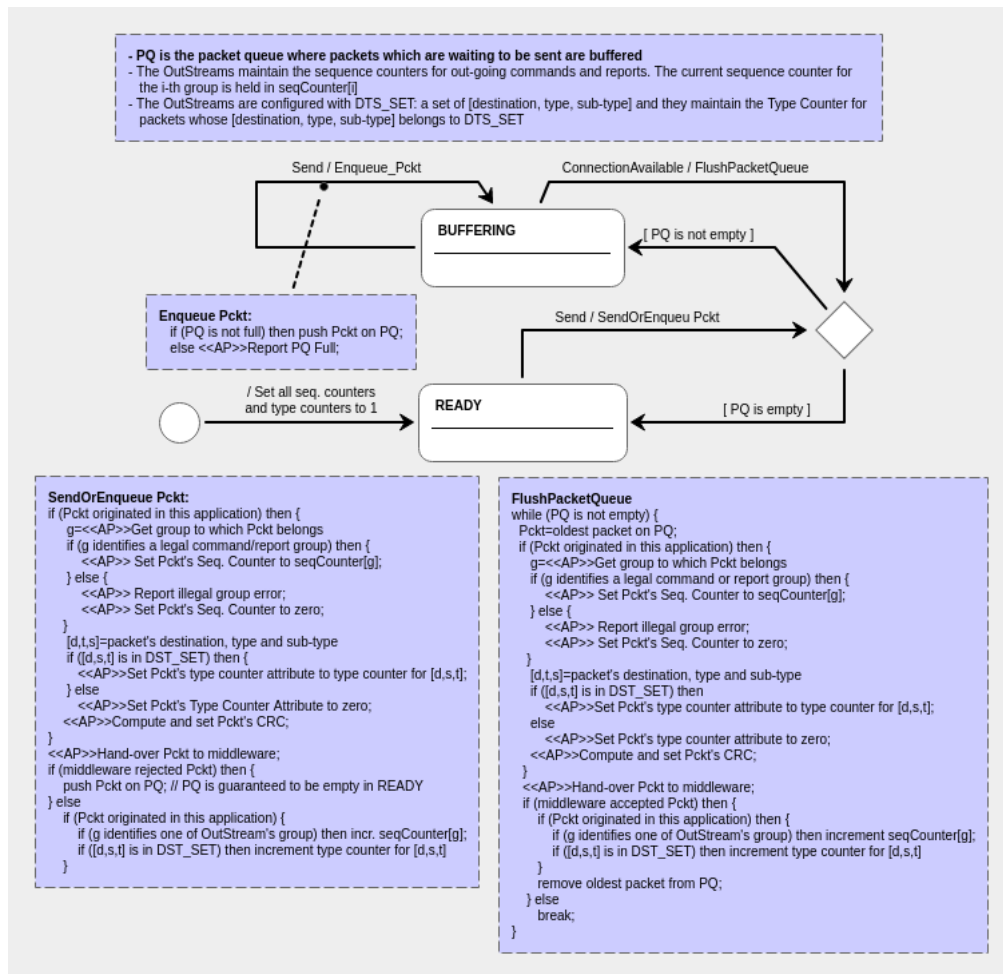 - PQ is the packet queue where packets which are waiting to be sent are buffered
- The OutStreams maintain the sequence counters for out-going commands and reports. The current sequence counter for
the i-th group is held in seqCounter[i]
- The OutStreams are configured with DTS_SET: a set of [destination, type, sub-type] and they maintain the Type Counter for
packets whose [destination, type, sub-type] belongs to DTS_SET
Send / Enqueue_Pckt
ConnectionAvailable / FlushPacketQueue
BUFFERING
[ PQ is not empty ]
Enqueue Pckt:
if (PQ is not full) then push Pckt on PQ;
else <<AP>>Report PQ Full;
Send / SendOrEnqueu Pckt
/ Set all seq. counters
and type counters to 1
READY
[ PQ is empty ]
SendOrEnqueue Pckt:
if (Pckt originated in this application) then {
g=<<AP>>Get group to which Pckt belongs
if (g identifies a legal command/report group) then {
<<AP>> Set Pckt's Seq. Counter to seqCounter[g];
} else {
<<AP>> Report illegal group error;
<<AP>> Set Pckt's Seq. Counter to zero;
}
[d,t,s]=packet's destination, type and sub-type
if ([d,s,t] is in DST_SET) then {
<<AP>>Set Pckt's type counter attribute to type counter for [d,s,t];
} else
<<AP>>Set Pckt's Type Counter Attribute to zero;
<<AP>>Compute and set Pckt's CRC;
}
<<AP>>Hand-over Pckt to middleware;
if (middleware rejected Pckt) then {
push Pckt on PQ; // PQ is guaranteed to be empty in READY
} else
if (Pckt originated in this application) {
if (g identifies one of OutStream's group) then incr. seqCounter[g];
if ([d,s,t] is in DST_SET) then increment type counter for [d,s,t]
}
FlushPacketQueue
while (PQ is not empty) {
Pckt=oldest packet on PQ;
if (Pckt originated in this application) then {
g=<<AP>>Get group to which Pckt belongs
if (g identifies a legal command or report group) then {
<<AP>> Set Pckt's Seq. Counter to seqCounter[g];
} else {
<<AP>> Report illegal group error;
<<AP>> Set Pckt's Seq. Counter to zero;
}
[d,t,s]=packet's destination, type and sub-type
if ([d,s,t] is in DST_SET) then
<<AP>>Set Pckt's type counter attribute to type counter for [d,s,t];
else
<<AP>>Set Pckt's type counter attribute to zero;
<<AP>>Compute and set Pckt's CRC;
}
<<AP>>Hand-over Pckt to middleware;
if (middleware accepted Pckt) then {
if (Pckt originated in this application) then {
if (g identifies one of OutStream's group) then increment seqCounter[g];
if ([d,s,t] is in DST_SET) then increment type counter for [d,s,t]
}
remove oldest packet from PQ;
} else
break;
}